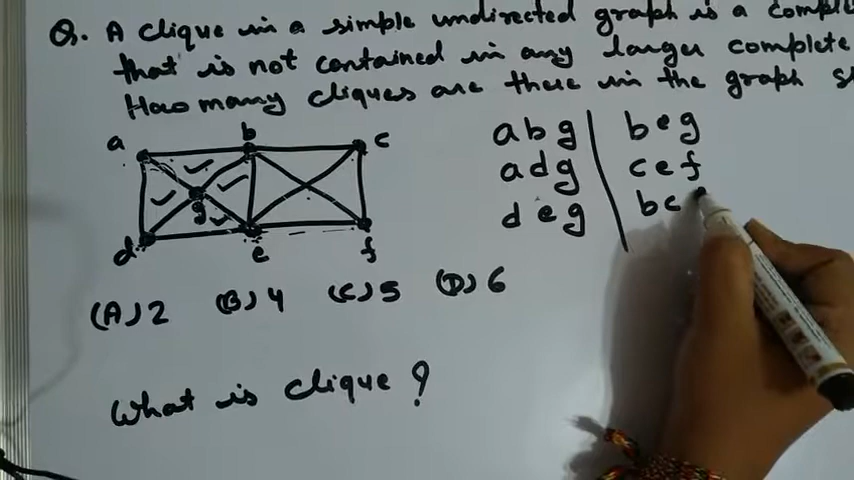 Q. A clique in a simple undirected graph is a
that is not contained in any larger complete
How many cliques are there in the graph
a b c
g
d e f
abg beg
adg cef
deg bc
(A) 2 (B) 4 (C) 5 (D) 6
What is clique ?